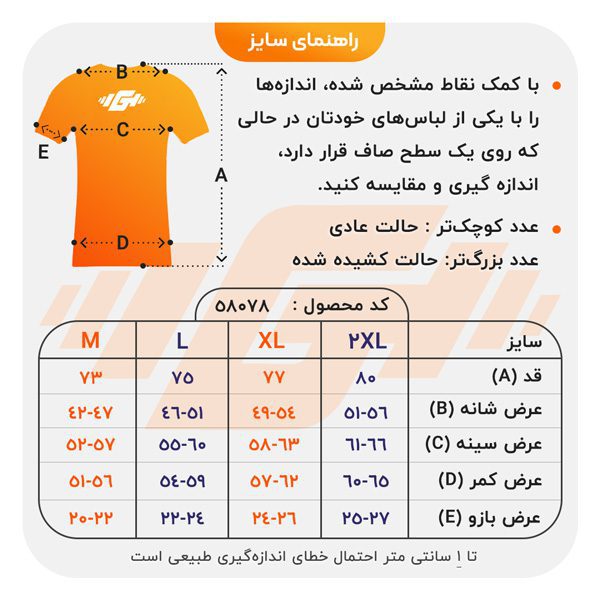 راهنمای سایز
با کمک نقاط مشخص شده، اندازه‌ها
را با یکی از لباس‌های خودتان در حالی
که روی یک سطح صاف قرار دارد،
اندازه گیری و مقایسه کنید.
عدد کوچک‌تر : حالت عادی
عدد بزرگ‌تر: حالت کشیده شده
B
C
E
A
D
کد محصول : ۵۸۰۷۸
سایز ۲XL XL L M
قد (A) ۸۰ ۷۷ ۷۵ ۷۳
عرض شانه (B) ۵۱-۵۶ ۴۹-۵۴ ۴۶-۵۱ ۴۲-۴۷
عرض سینه (C) ۶۱-۶۶ ۵۸-۶۳ ۵۵-۶۰ ۵۲-۵۷
عرض کمر (D) ۶۰-۶۵ ۵۷-۶۲ ۵۴-۵۹ ۵۱-۵۶
عرض بازو (E) ۲۵-۲۷ ۲۴-۲۶ ۲۲-۲۴ ۲۰-۲۲
تا ۱ سانتی متر احتمال خطای اندازه‌گیری طبیعی است